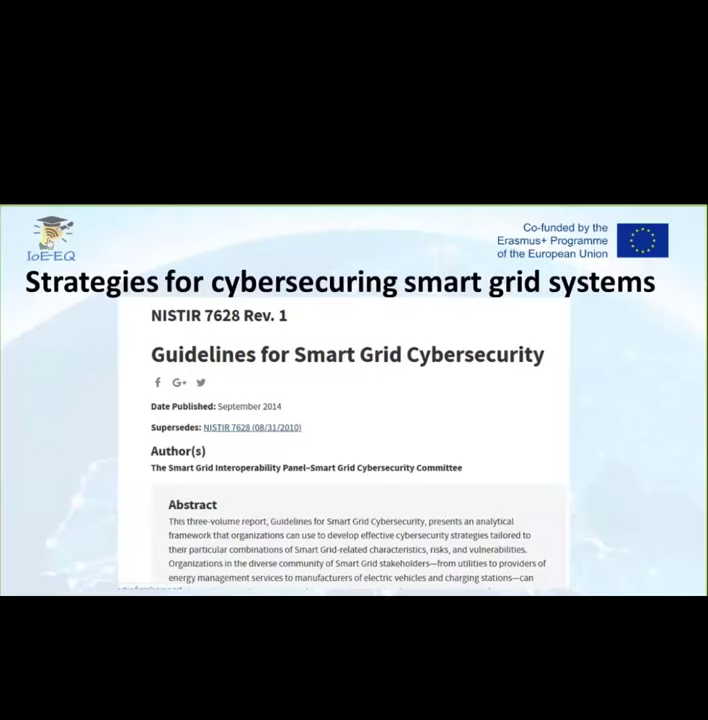 IoE-EQ
Co-funded by the
Erasmus+ Programme
of the European Union
Strategies for cybersecuring smart grid systems
NISTIR 7628 Rev. 1
Guidelines for Smart Grid Cybersecurity
f G+
Date Published: September 2014
Supersedes: NISTIR 7628 (08/31/2010)
Author(s)
The Smart Grid Interoperability Panel–Smart Grid Cybersecurity Committee
Abstract
This three-volume report, Guidelines for Smart Grid Cybersecurity, presents an analytical
framework that organizations can use to develop effective cybersecurity strategies tailored to
their particular combinations of Smart Grid-related characteristics, risks, and vulnerabilities.
Organizations in the diverse community of Smart Grid stakeholders—from utilities to providers of
energy management services to manufacturers of electric vehicles and charging stations—can